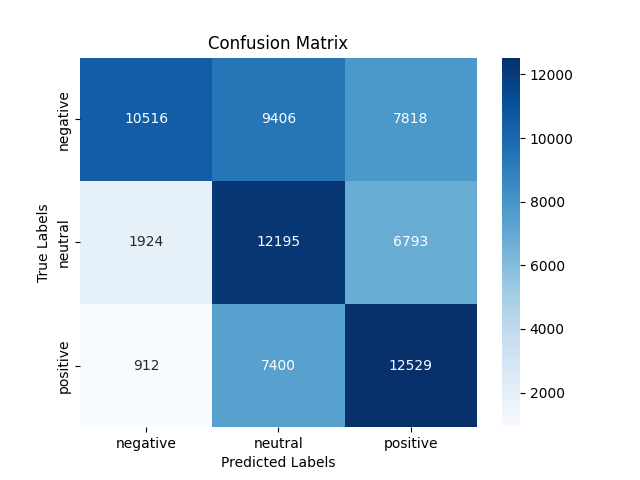 Confusion Matrix
True Labels
negative
10516 9406 7818
neutral
1924 12195 6793
positive
912 7400 12529
negative neutral positive
Predicted Labels
12000
10000
8000
6000
4000
2000